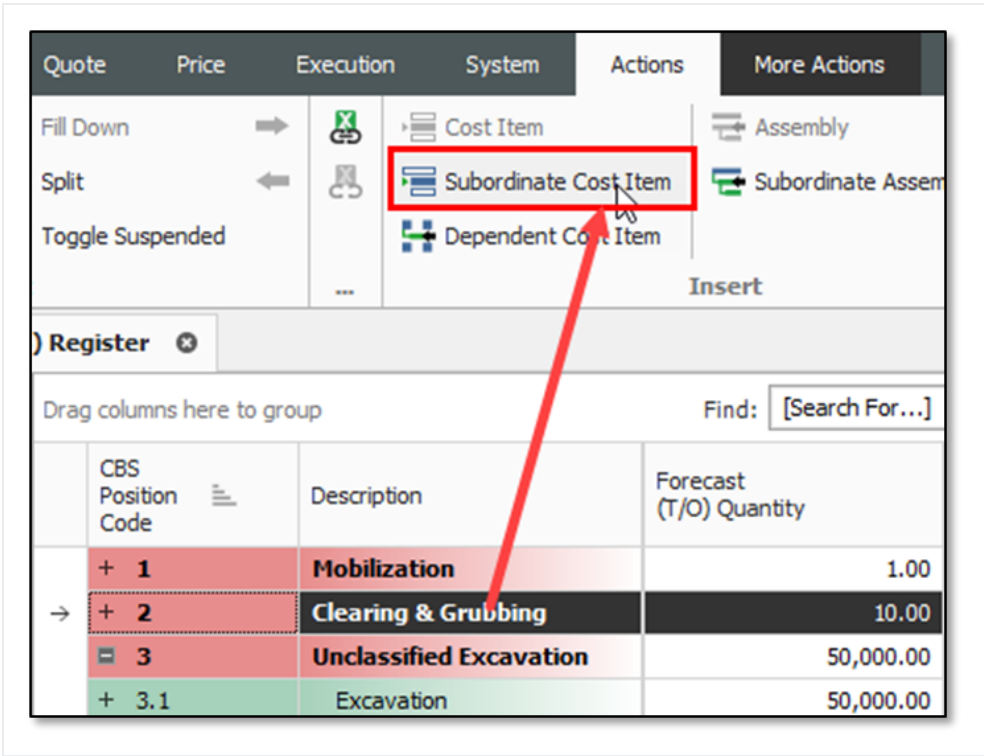 Quote Price Execution System Actions More Actions
Fill Down Cost Item Assembly
Split Subordinate Cost Item Subordinate Assem
Toggle Suspended Dependent Cost Item
... Insert
) Register
Drag columns here to group Find: [Search For...]
CBS
Position
Code
Description
Forecast
(T/O) Quantity
+ 1 Mobilization 1.00
+ 2 Clearing & Grubbing 10.00
3 Unclassified Excavation 50,000.00
+ 3.1 Excavation 50,000.00